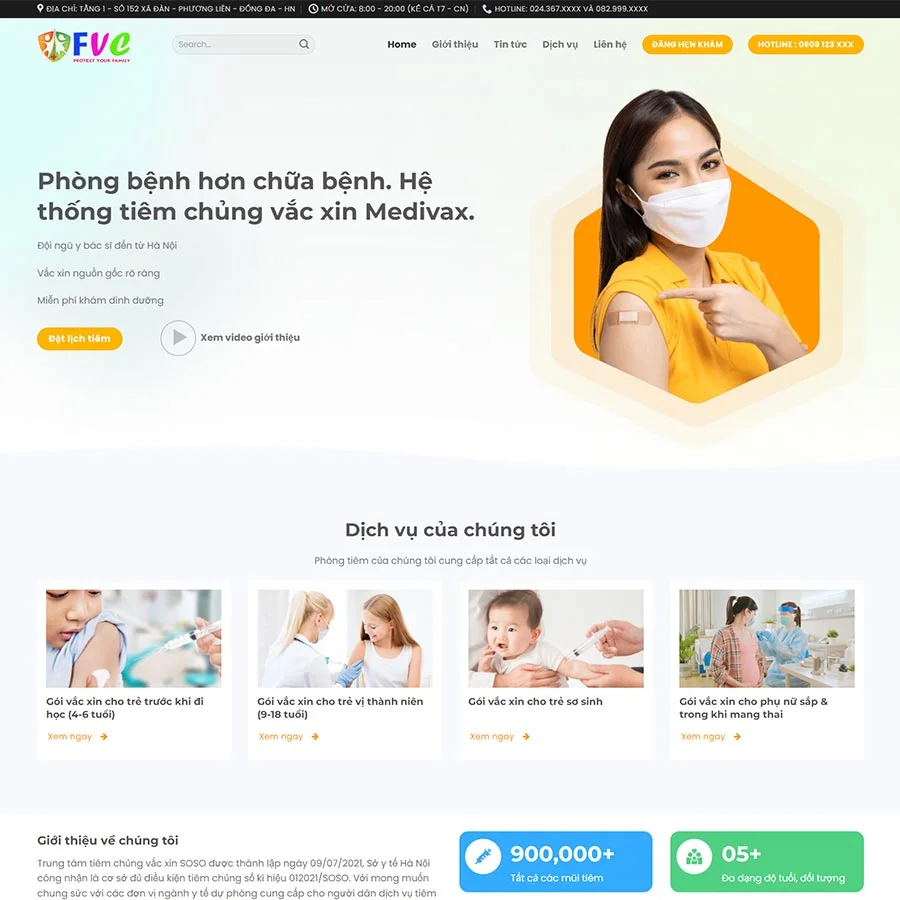 ĐỊA CHỈ: TẦNG 1 - SỐ 152 XÃ ĐÀN - PHƯƠNG LIÊN - ĐỐNG ĐA - HN
MỞ CỬA: 8:00 - 20:00 (KỂ CẢ T7 - CN)
HOTLINE: 024.367.XXXX VÀ 082.999.XXXX
FVC
PROTECT YOUR FAMILY
Search...
Home
Giới thiệu
Tin tức
Dịch vụ
Liên hệ
ĐĂNG HẸN KHÁM
HOTLINE : 0909 123 XXX
Phòng bệnh hơn chữa bệnh. Hệ
thống tiêm chủng vắc xin Medivax.
Đội ngũ y bác sĩ đến từ Hà Nội
Vắc xin nguồn gốc rõ ràng
Miễn phí khám dinh dưỡng
Đặt lịch tiêm
Xem video giới thiệu
Dịch vụ của chúng tôi
Phòng tiêm của chúng tôi cung cấp tất cả các loại dịch vụ
Gói vắc xin cho trẻ trước khi đi
học (4-6 tuổi)
Xem ngay
Gói vắc xin cho trẻ vị thành niên
(9-18 tuổi)
Xem ngay
Gói vắc xin cho trẻ sơ sinh
Xem ngay
Gói vắc xin cho phụ nữ sắp &
trong khi mang thai
Xem ngay
Giới thiệu về chúng tôi
Trung tâm tiêm chủng vắc xin SOSO được thành lập ngày 09/07/2021, Sở y tế Hà Nội
công nhận là cơ sở đủ điều kiện tiêm chủng số kí hiệu 012021/SOSO. Với mong muốn
chung sức với các đơn vị ngành y tế dự phòng cung cấp cho người dân dịch vụ tiêm
900,000+
Tất cả các mũi tiêm
05+
Đa dạng độ tuổi, đối tượng